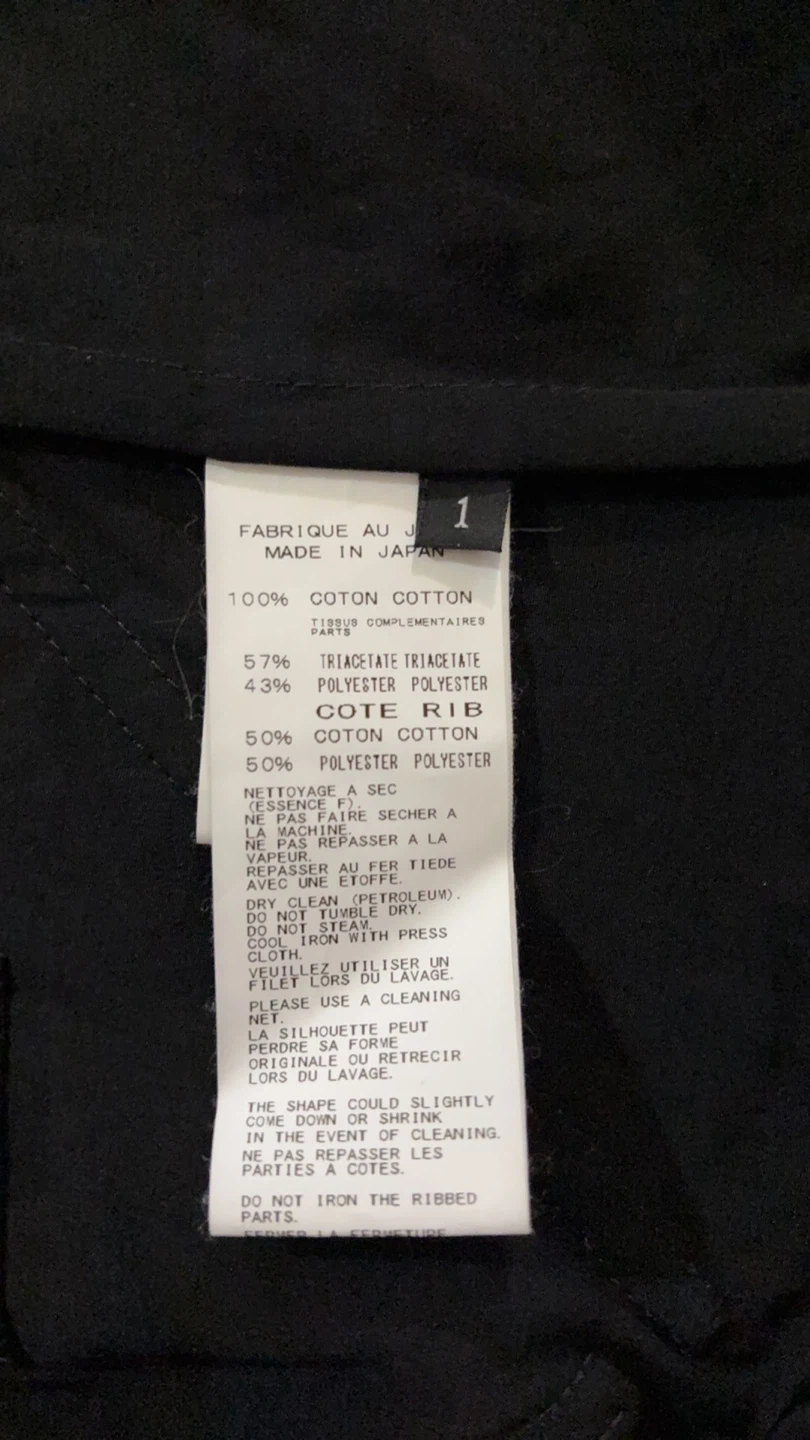 1
FABRIQUE AU J
MADE IN JAPAN
100% COTON COTTON
TISSUS COMPLEMENTAIRES
PARTS
57% TRIACETATE TRIACETATE
43% POLYESTER POLYESTER
COTE RIB
50% COTON COTTON
50% POLYESTER POLYESTER
NETTOYAGE A SEC
(ESSENCE F).
NE PAS FAIRE SECHER A
LA MACHINE.
NE PAS REPASSER A LA
VAPEUR.
REPASSER AU FER TIEDE
AVEC UNE ETOFFE.
DRY CLEAN (PETROLEUM).
DO NOT TUMBLE DRY.
DO NOT STEAM.
COOL IRON WITH PRESS
CLOTH.
VEUILLEZ UTILISER UN
FILET LORS DU LAVAGE.
PLEASE USE A CLEANING
NET.
LA SILHOUETTE PEUT
PERDRE SA FORME
ORIGINALE OU RETRECIR
LORS DU LAVAGE.
THE SHAPE COULD SLIGHTLY
COME DOWN OR SHRINK
IN THE EVENT OF CLEANING.
NE PAS REPASSER LES
PARTIES A COTES.
DO NOT IRON THE RIBBED
PARTS.
FERMER LA FERMETURE